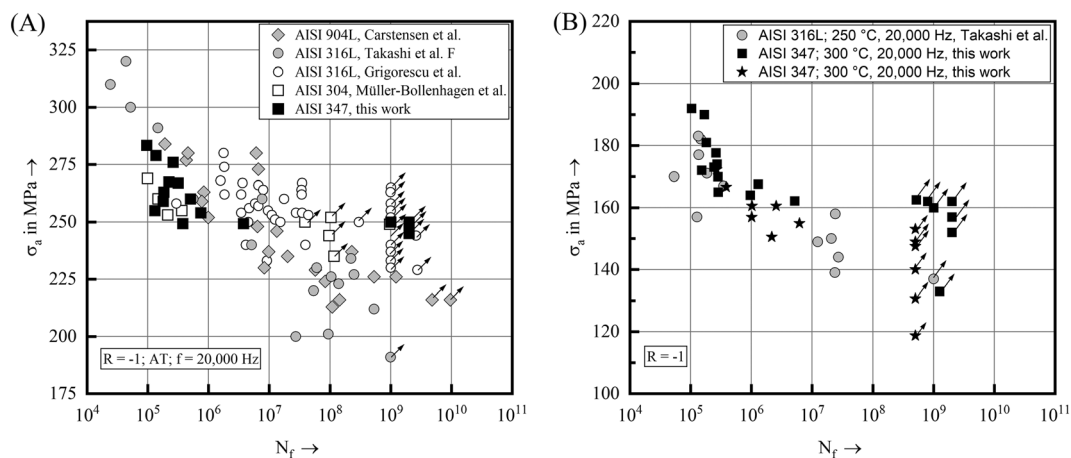 (A)
AISI 904L, Carstensen et al.
AISI 316L, Takashi et al. F
AISI 316L, Grigorescu et al.
AISI 304, Müller-Bollenhagen et al.
AISI 347, this work
325
300
280
250
225
200
175
σa in MPa →
R = -1; AT; f = 20,000 Hz
10^4 10^5 10^6 10^7 10^8 10^9 10^10 10^11
Nf →
(B)
AISI 316L; 250 °C, 20,000 Hz, Takashi et al.
AISI 347; 300 °C, 20,000 Hz, this work
AISI 347; 300 °C, 20,000 Hz, this work
220
200
180
160
140
120
100
σa in MPa →
R = -1
10^4 10^5 10^6 10^7 10^8 10^9 10^10 10^11
Nf →